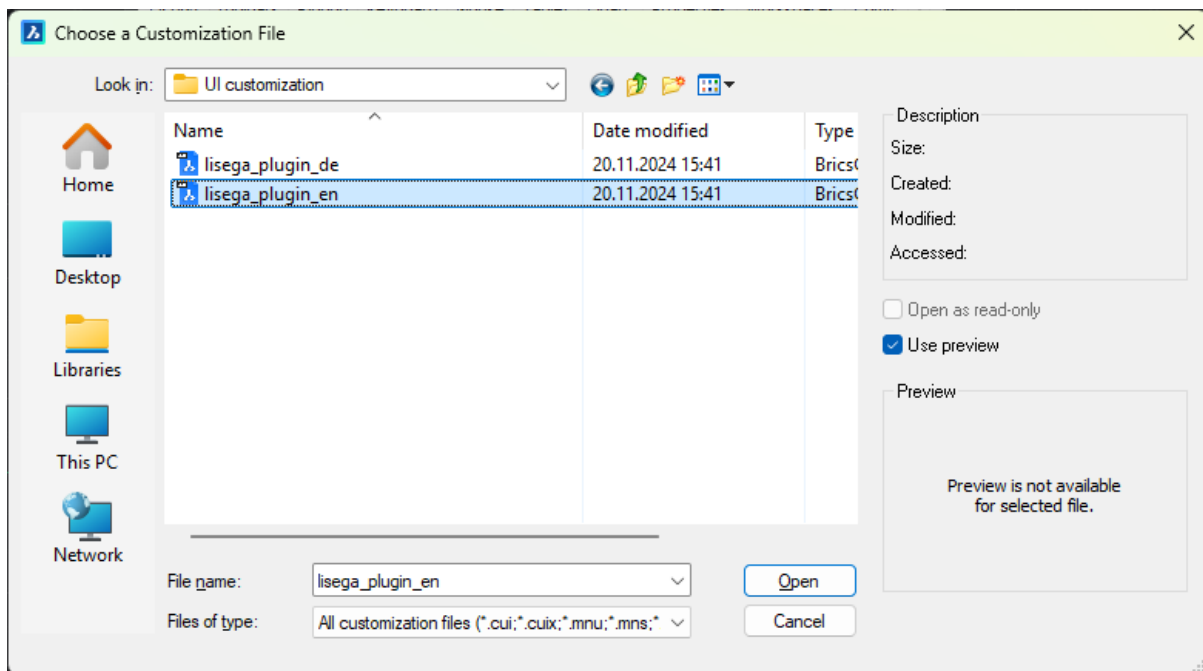 Choose a Customization File
Look in: UI customization
Name Date modified Type
lisega_plugin_de 20.11.2024 15:41
lisega_plugin_en 20.11.2024 15:41
Home
Desktop
Libraries
This PC
Network
File name: lisega_plugin_en Open
Files of type: All customization files (*.cui;*.cuix;*.mnu;*.mns;* Cancel
Description
Size:
Created:
Modified:
Accessed:
Open as read-only
Use preview
Preview
Preview is not available
for selected file.